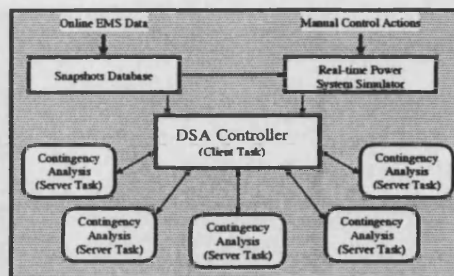 Online EMS Data
Manual Control Actions
Snapshots Database
Real-time Power
System Simulator
DSA Controller
(Client Task)
Contingency
Analysis
(Server Task)
Contingency
Analysis
(Server Task)
Contingency
Analysis
(Server Task)
Contingency
Analysis
(Server Task)
Contingency
Analysis
(Server Task)